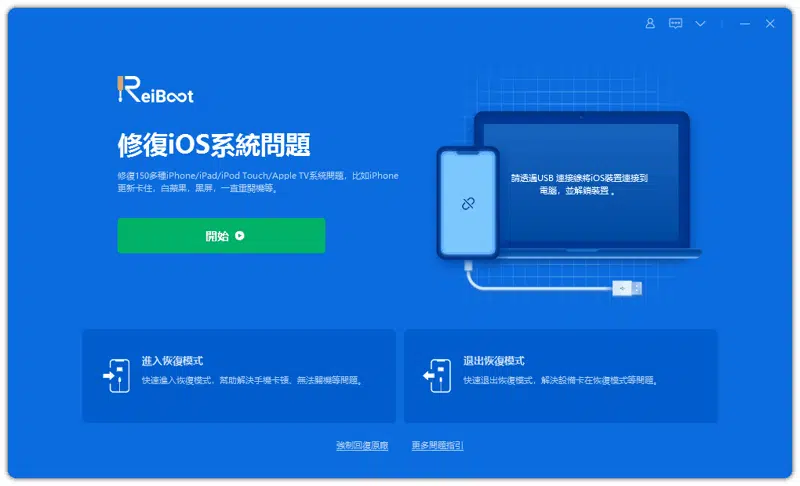 ReiBoot
修復iOS系統問題
修復150多種iPhone/iPad/iPod Touch/Apple TV系統問題，比如iPhone
更新卡住，白蘋果，黑屏，一直重開機等。
開始
請透過USB 連接線將iOS裝置連接到
電腦，並解鎖裝置 。
進入恢復模式
快速進入恢復模式，幫助解決手機卡頓，無法關機等問題。
退出恢復模式
快速退出恢復模式，解決設備卡在恢復模式等問題。
強制回復原廠
更多問題指引